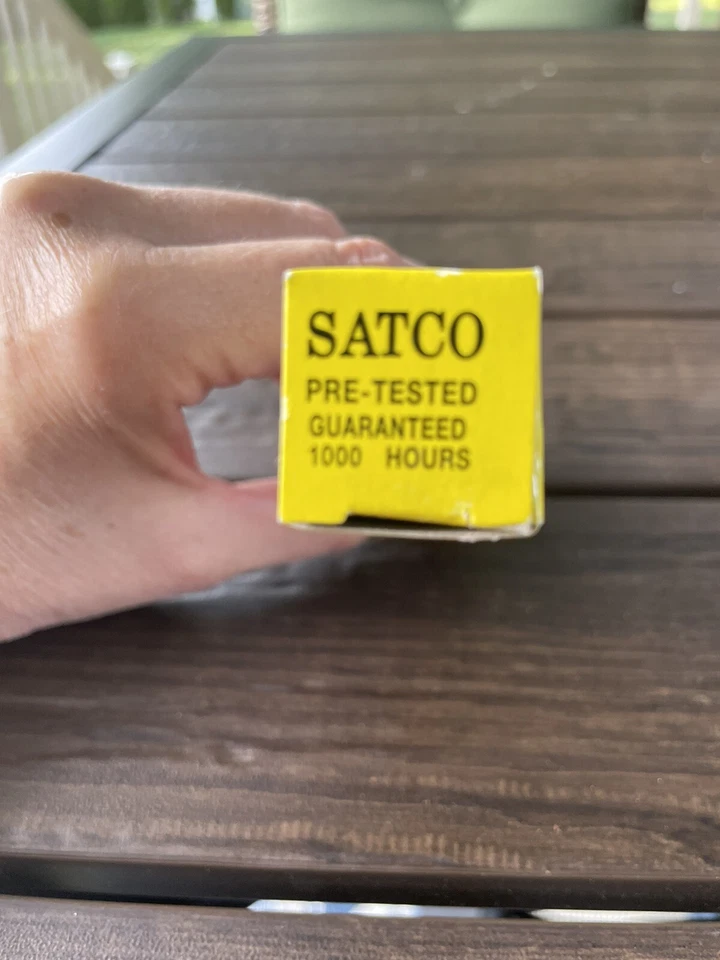 SATCO
PRE-TESTED
GUARANTEED
1000 HOURS